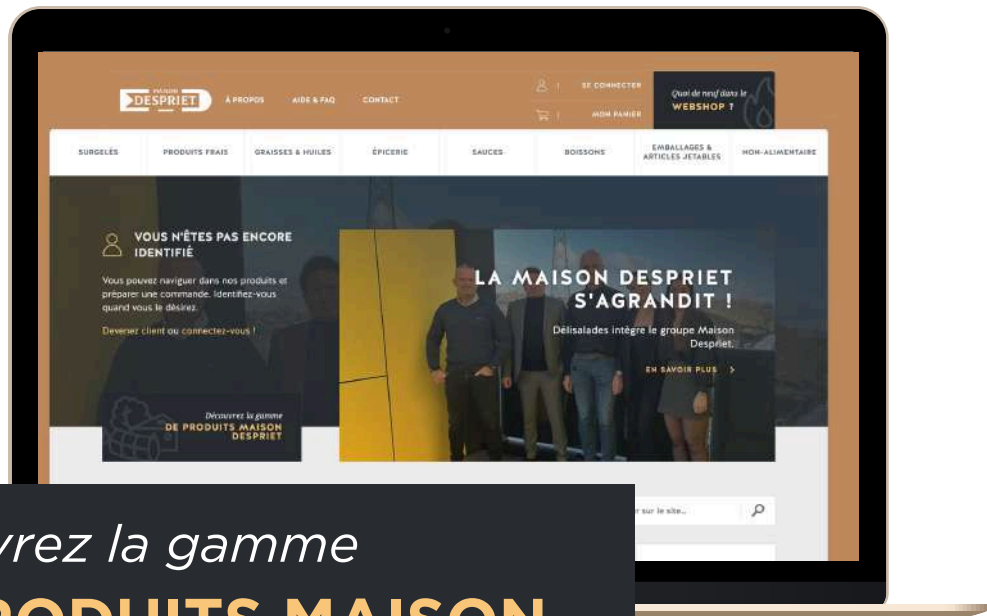 MAISON
DESPRIET
À PROPOS
AIDE & FAQ
CONTACT
SE CONNECTER
MON PANIER
Quoi de neuf dans le
WEBSHOP ?
SURGELÉS
PRODUITS FRAIS
GRAISSES & HUILES
ÉPICERIE
SAUCES
BOISSONS
EMBALLAGES &
ARTICLES JETABLES
NON-ALIMENTAIRE
VOUS N'ÊTES PAS ENCORE
IDENTIFIÉ
Vous pouvez naviguer dans nos produits et
préparer une commande. Identifiez-vous
quand vous le désirez.
Devenez client ou connectez-vous !
Découvrez la gamme
DE PRODUITS MAISON
DESPRIET
LA MAISON DESPRIET
S'AGRANDIT !
Délisalades intègre le groupe Maison
Despriet.
EN SAVOIR PLUS >
sur le site...
vrez la gamme
PRODUITS MAISON